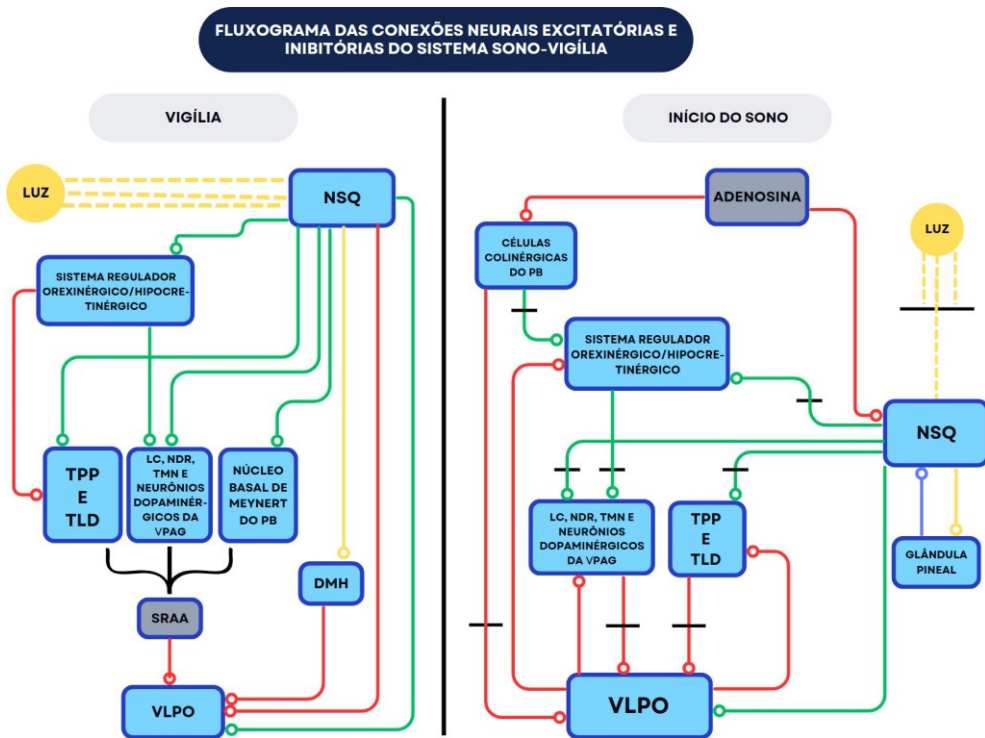 FLUXOGRAMA DAS CONEXÕES NEURAIS EXCITATÓRIAS E
INIBITÓRIAS DO SISTEMA SONO-VIGÍLIA
VIGÍLIA
LUZ
NSQ
SISTEMA REGULADOR
OREXINÉRGICO/HIPOCRE-
TINÉRGICO
TPP
E
TLD
LC, NDR,
TMN E
NEURÔNIOS
DOPAMINÉR-
GICOS DA
VPAG
NÚCLEO
BASAL DE
MEYNERT
DO PB
SRAA
DMH
VLPO
INÍCIO DO SONO
ADENOSINA
LUZ
CÉLULAS
COLINÉRGICAS
DO PB
SISTEMA REGULADOR
OREXINÉRGICO/HIPOCRE-
TINÉRGICO
NSQ
LC, NDR, TMN E
NEURÔNIOS
DOPAMINÉRGICOS
DA VPAG
TPP
E
TLD
GLÂNDULA
PINEAL
VLPO